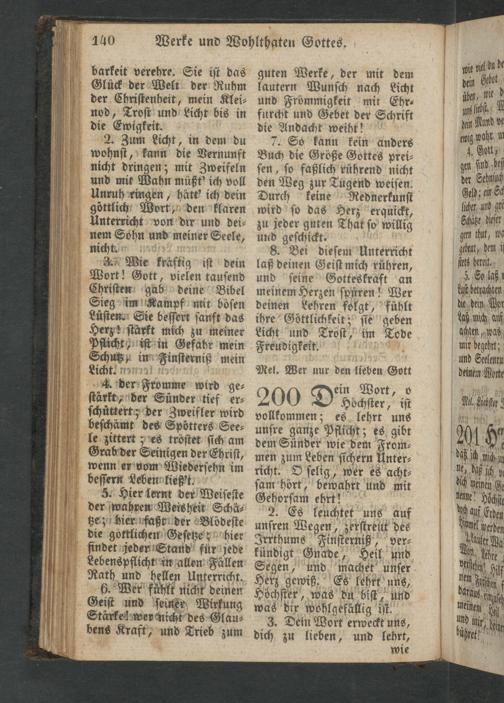 140 Werke und Wohlthaten Gottes.
barkeit verehre. Sie ist das
Glück der Welt der Ruhm
der Christenheit, mein Klei-
nod, Trost und Licht bis in
die Ewigkeit.
2. Zum Licht, in dem du
wohnst, kann die Vernunft
nicht dringen; mit Zweifeln
und mit Wahn müßt' ich voll
Unruh ringen, hätt' ich dein
göttlich Wort, den klaren
Unterricht von dir und dei-
nem Sohn und meiner Seele,
nicht.
3. Wie kräftig ist dein
Wort! Gott, vielen tausend
Christen gab deine Bibel
Sieg im Kampf mit bösen
Lüsten. Sie bessert sanft das
Herz! stärkt mich zu meiner
Pflicht, ist in Gefahr mein
Schutz, in Finsterniß mein
Licht.
4. der Fromme wird ge-
stärkt, der Sünder tief er-
schüttert; der Zweifler wird
beschämt des Spötters See-
le zittert; es tröstet sich am
Grab der Seinigen der Christ,
wenn er vom Wiedersehn im
bessern Leben ließ't.
5. Hier lernt der Weiseste
der wahren Weisheit Schä-
tze; hier faßt der Blödeste
die göttlichen Gesetze; hier
findet jeder Stand für jede
Lebenspflicht in allen Fällen
Rath und hellen Unterricht.
6. Wer fühlt nicht deinen
Geist und seiner Wirkung
Stärke! wer nicht des Glau-
bens Kraft, und Trieb zum
guten Werke, der mit dem
lautern Wunsch nach Licht
und Frömmigkeit mit Ehr-
furcht und Gebet der Schrift
die Andacht weiht!
7. So kann kein anders
Buch die Größe Gottes prei-
sen, so faßlich rührend nicht
den Weg zur Tugend weisen.
Durch keine Rednerkunst
wird so das Herz erquickt,
zu jeder guten That so willig
und geschickt.
8. Bei diesem Unterricht
laß deinen Geist mich rühren,
und seine Gotteskraft an
meinem Herzen spüren! Wer
deinen Lehren folgt, fühlt
ihre Göttlichkeit; sie geben
Licht und Trost, im Tode
Freudigkeit.
Mel. Wer nur den lieben Gott
200 Dein Wort, o
Höchster, ist
vollkommen; es lehrt uns
unsre ganze Pflicht; es gibt
dem Sünder wie dem From-
men zum Leben sichern Unter-
richt. O selig, wer es acht-
sam hört, bewahrt und mit
Gehorsam ehrt!
2. Es leuchtet uns auf
unsren Wegen, zerstreut des
Irrthums Finsterniß, ver-
kündigt Gnade, Heil und
Segen, und machet unser
Herz gewiß. Es lehrt uns,
Höchster, was du bist, und
was dir wohlgefällig ist.
3. Dein Wort erweckt uns,
dich zu lieben, und lehrt,
wie
201